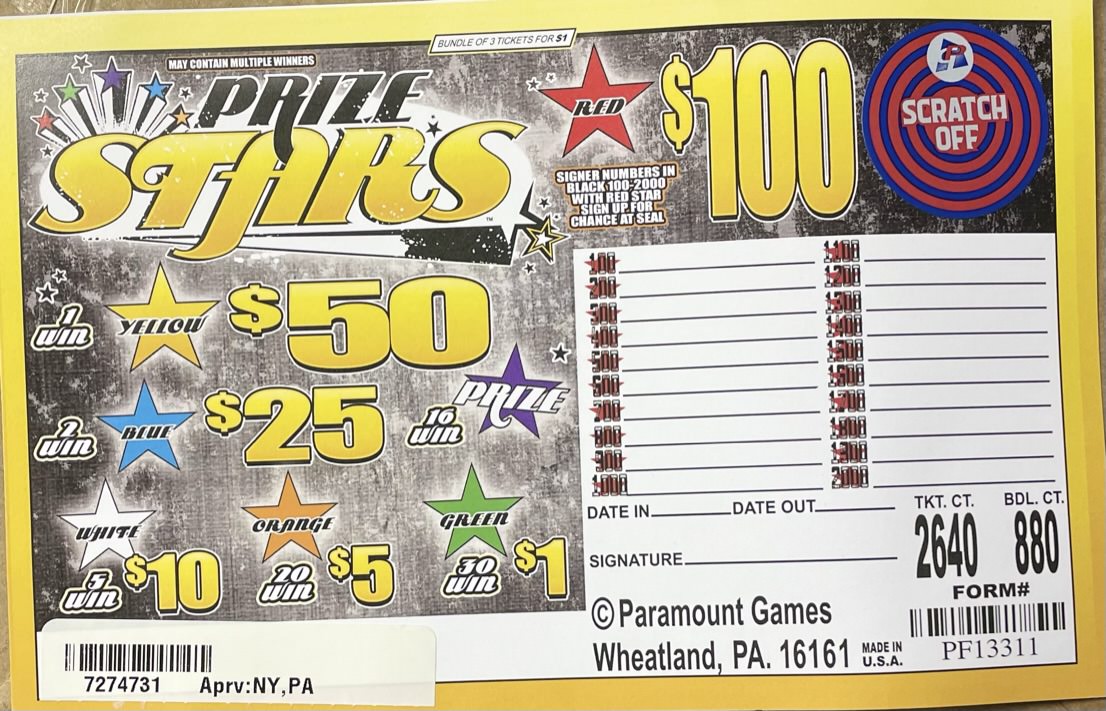 BUNDLE OF 3 TICKETS FOR $1
MAY CONTAIN MULTIPLE WINNERS
PRIZE
STARS
™
RED
$100
SCRATCH
OFF
SIGNER NUMBERS IN
BLACK 100-2000
WITH RED STAR
SIGN UP FOR
CHANCE AT SEAL
1
WIN
YELLOW
$50
2
WIN
BLUE
$25
16
WIN
PRIZE
WHITE
5
WIN
$10
ORANGE
20
WIN
$5
GREEN
30
WIN
$1
100
200
300
400
500
600
700
800
900
1000
1100
1200
1300
1400
1500
1600
1700
1800
1900
2000
DATE IN DATE OUT
SIGNATURE
TKT. CT. BDL. CT.
2640 880
FORM#
PF13311
© Paramount Games
Wheatland, PA. 16161
MADE IN
U.S.A.
7274731 Aprv:NY,PA